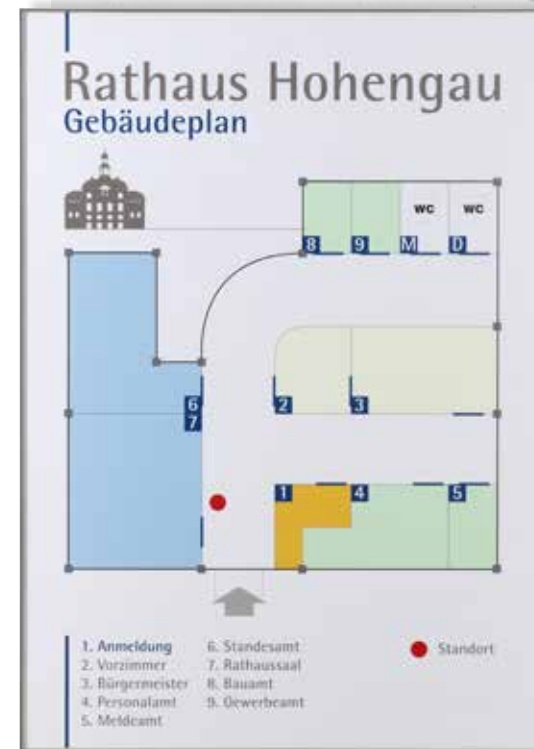 Rathaus Hohengau
Gebäudeplan
WC WC
8 9 M D
6 2 3
7
1 4 5
1. Anmeldung 6. Standesamt
2. Vorzimmer 7. Rathaussaal
3. Bürgermeister 8. Bauamt
4. Personalamt 9. Gewerbeamt
5. Meldeamt
Standort